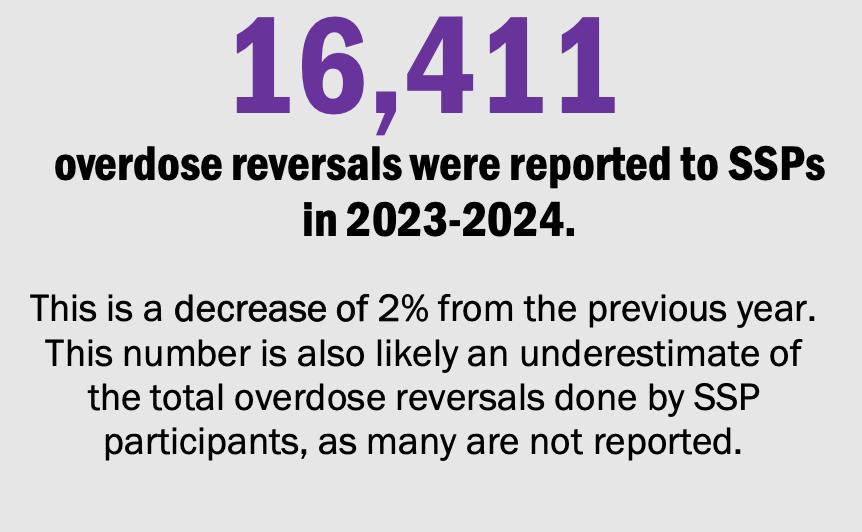 16,411
overdose reversals were reported to SSPs
in 2023-2024.
This is a decrease of 2% from the previous year.
This number is also likely an underestimate of
the total overdose reversals done by SSP
participants, as many are not reported.